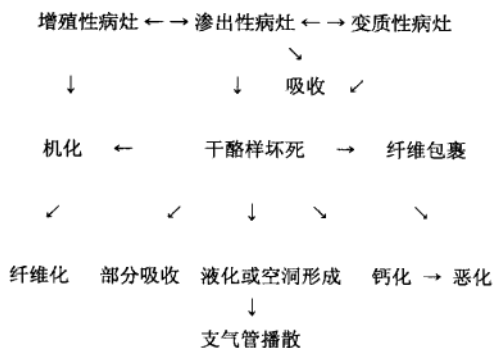 增殖性病灶 ← → 渗出性病灶 ← → 变质性病灶
↘
↓ ↓ 吸收 ↙
机化 ← 干酪样坏死 → 纤维包裹
↙ ↙ ↓ ↘ ↘
纤维化 部分吸收 液化或空洞形成 钙化 → 恶化
↓
支气管播散